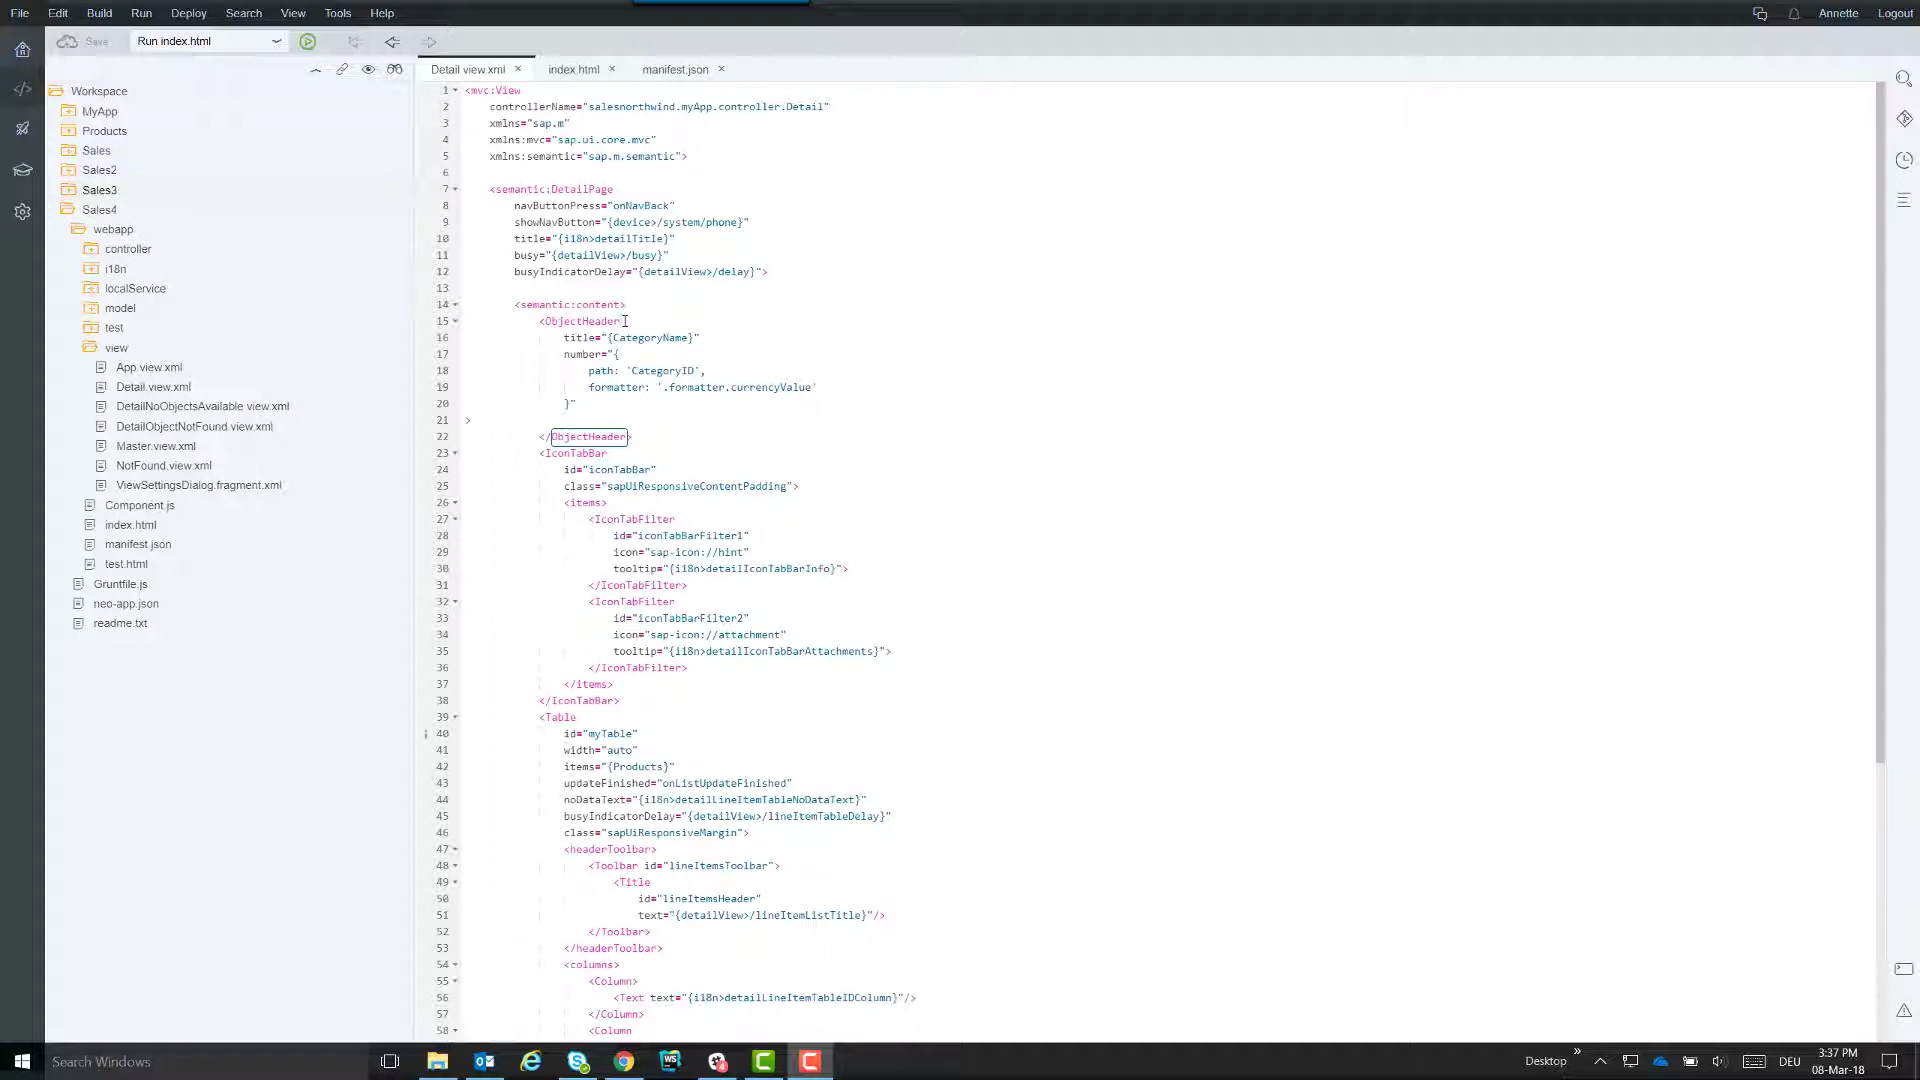 File Edit Build Run Deploy Search View Tools Help Annette Logout
Save Run index.html
Detail view.xml × index.html × manifest.json ×
Workspace
MyApp
Products
Sales
Sales2
Sales3
Sales4
webapp
controller
i18n
localService
model
test
view
App.view.xml
Detail.view.xml
DetailNoObjectsAvailable view.xml
DetailObjectNotFound.view.xml
Master.view.xml
NotFound.view.xml
ViewSettingsDialog.fragment.xml
Component.js
index.html
manifest.json
test.html
Gruntfile.js
neo-app.json
readme.txt
1 <mvc:View
2 controllerName="salesnorthwind.myApp.controller.Detail"
3 xmlns="sap.m"
4 xmlns:mvc="sap.ui.core.mvc"
5 xmlns:semantic="sap.m.semantic">
6
7 <semantic:DetailPage
8 navButtonPress="onNavBack"
9 showNavButton="{device>/system/phone}"
10 title="{i18n>detailTitle}"
11 busy="{detailView>/busy}"
12 busyIndicatorDelay="{detailView>/delay}">
13
14 <semantic:content>
15 <ObjectHeader
16 title="{CategoryName}"
17 number="{
18 path: 'CategoryID',
19 formatter: '.formatter.currencyValue'
20 }"
21 >
22 </ObjectHeader>
23 <IconTabBar
24 id="iconTabBar"
25 class="sapUiResponsiveContentPadding">
26 <items>
27 <IconTabFilter
28 id="iconTabBarFilter1"
29 icon="sap-icon://hint"
30 tooltip="{i18n>detailIconTabBarInfo}">
31 </IconTabFilter>
32 <IconTabFilter
33 id="iconTabBarFilter2"
34 icon="sap-icon://attachment"
35 tooltip="{i18n>detailIconTabBarAttachments}">
36 </IconTabFilter>
37 </items>
38 </IconTabBar>
39 <Table
i 40 id="myTable"
41 width="auto"
42 items="{Products}"
43 updateFinished="onListUpdateFinished"
44 noDataText="{i18n>detailLineItemTableNoDataText}"
45 busyIndicatorDelay="{detailView>/lineItemTableDelay}"
46 class="sapUiResponsiveMargin">
47 <headerToolbar>
48 <Toolbar id="lineItemsToolbar">
49 <Title
50 id="lineItemsHeader"
51 text="{detailView>/lineItemListTitle}"/>
52 </Toolbar>
53 </headerToolbar>
54 <columns>
55 <Column>
56 <Text text="{i18n>detailLineItemTableIDColumn}"/>
57 </Column>
58 <Column
Search Windows WS 4 Desktop » DEU 3:37 PM
08-Mar-18